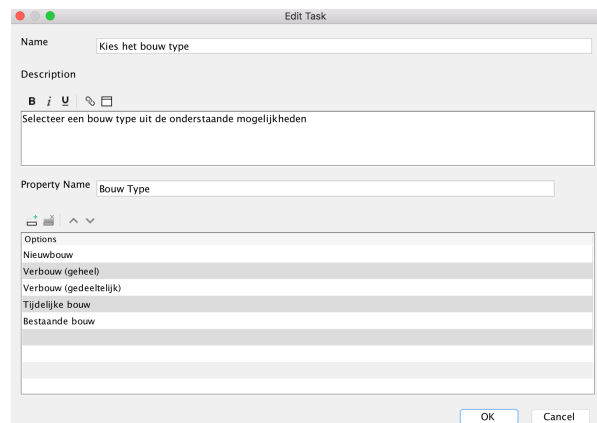 Edit Task
Name
Kies het bouw type
Description
B i U
Selecteer een bouw type uit de onderstaande mogelijkheden
Property Name
Bouw Type
Options
Nieuwbouw
Verbouw (geheel)
Verbouw (gedeeltelijk)
Tijdelijke bouw
Bestaande bouw
OK
Cancel